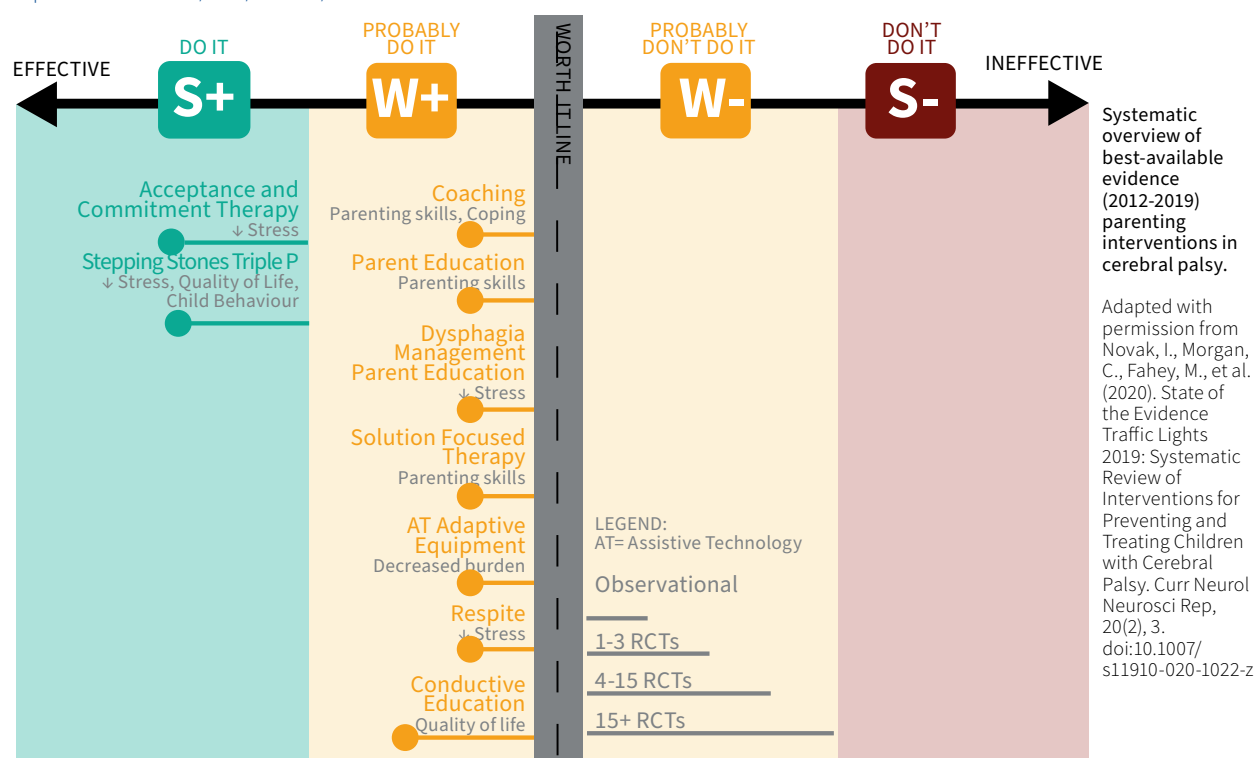 EFFECTIVE
DO IT
S+
PROBABLY
DO IT
W+
WORTH IT LINE
PROBABLY
DON'T DO IT
W-
DON'T
DO IT
S-
INEFFECTIVE
Acceptance and
Commitment Therapy
↓ Stress
Stepping Stones Triple P
↓ Stress, Quality of Life,
Child Behaviour
Coaching
Parenting skills, Coping
Parent Education
Parenting skills
Dysphagia
Management
Parent Education
↓ Stress
Solution Focused
Therapy
Parenting skills
AT Adaptive
Equipment
Decreased burden
Respite
↓ Stress
Conductive
Education
Quality of life
LEGEND:
AT= Assistive Technology
Observational
1-3 RCTs
4-15 RCTs
15+ RCTs
Systematic
overview of
best-available
evidence
(2012-2019)
parenting
interventions in
cerebral palsy.
Adapted with
permission from
Novak, I., Morgan,
C., Fahey, M., et al.
(2020). State of
the Evidence
Traffic Lights
2019: Systematic
Review of
Interventions for
Preventing and
Treating Children
with Cerebral
Palsy. Curr Neurol
Neurosci Rep,
20(2), 3.
doi:10.1007/
s11910-020-1022-z